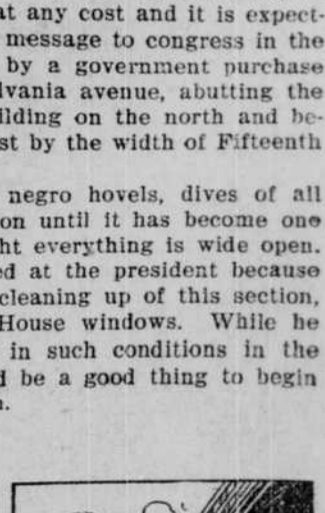 at any cost and it is expect-
message to congress in the
by a government purchase
lvania avenue, abutting the
ilding on the north and be-
st by the width of Fifteenth
negro hovels, dives of all
on until it has become one
ht everything is wide open.
ed at the president because
cleaning up of this section,
House windows. While he
in such conditions in the
d be a good thing to begin